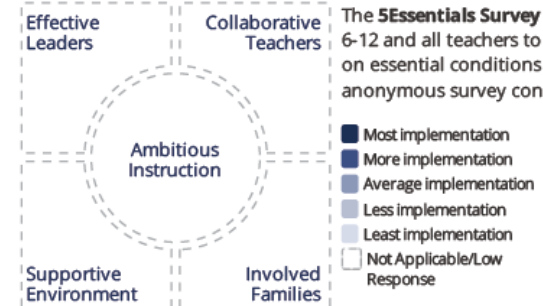 Effective
Leaders
Collaborative
Teachers
Ambitious
Instruction
Supportive
Environment
Involved
Families
The 5Essentials Survey
6-12 and all teachers to
on essential conditions
anonymous survey con
Most implementation
More implementation
Average implementation
Less implementation
Least implementation
Not Applicable/Low
Response